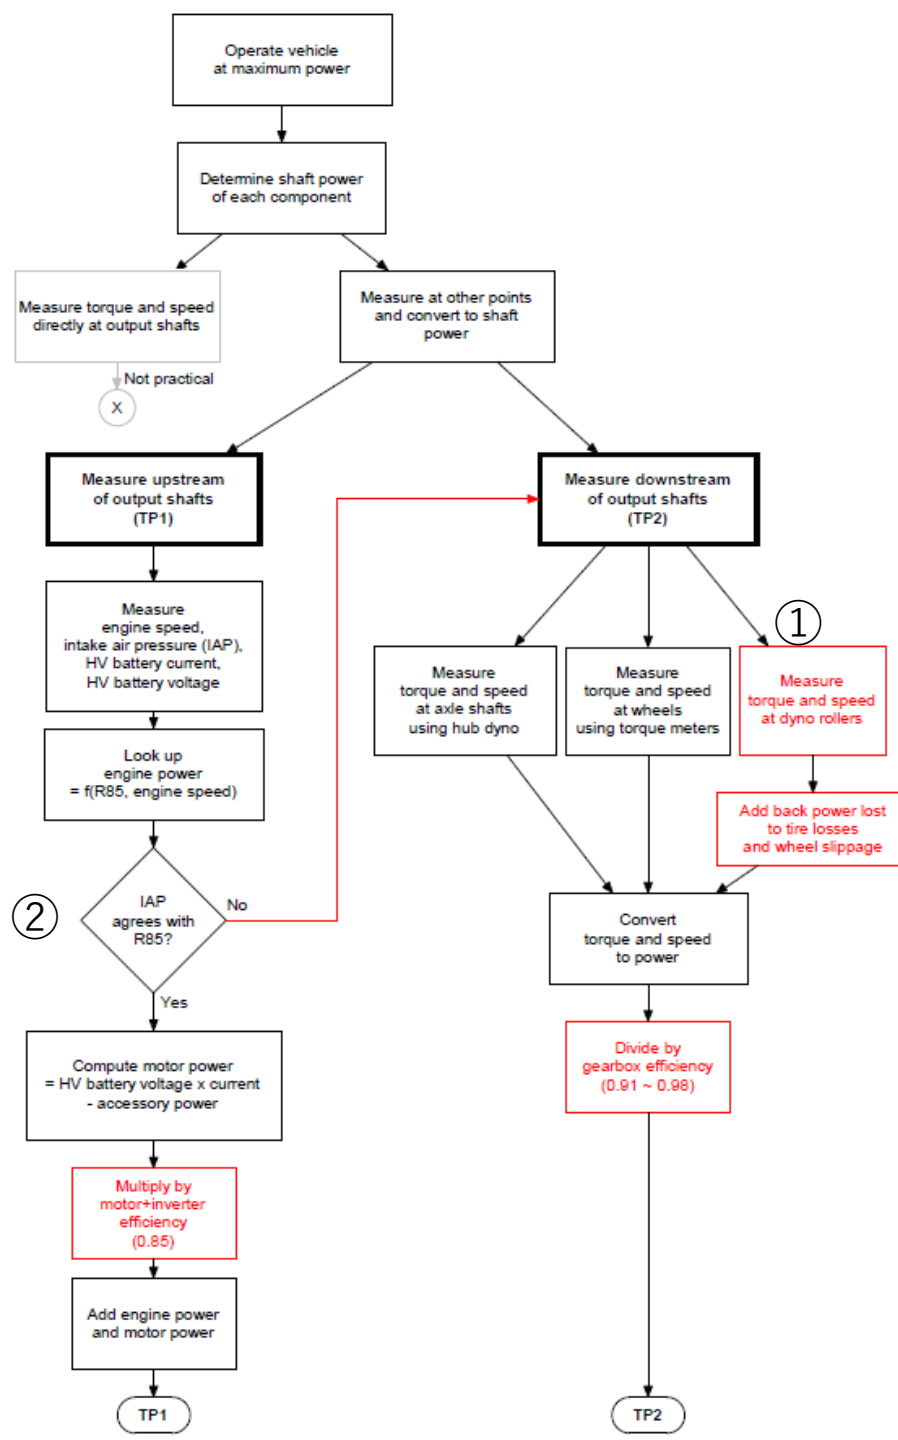 Operate vehicle
at maximum power
Determine shaft power
of each component
Measure torque and speed
directly at output shafts
Measure at other points
and convert to shaft
power
Not practical
X
Measure upstream
of output shafts
(TP1)
Measure downstream
of output shafts
(TP2)
Measure
engine speed,
intake air pressure (IAP),
HV battery current,
HV battery voltage
①
Measure
torque and speed
at axle shafts
using hub dyno
Measure
torque and speed
at wheels
using torque meters
Measure
torque and speed
at dyno rollers
Look up
engine power
= f(R85, engine speed)
Add back power lost
to tire losses
and wheel slippage
②
IAP
agrees with
R85?
No
Yes
Convert
torque and speed
to power
Compute motor power
= HV battery voltage x current
- accessory power
Divide by
gearbox efficiency
(0.91 ~ 0.98)
Multiply by
motor+inverter
efficiency
(0.85)
Add engine power
and motor power
TP1
TP2